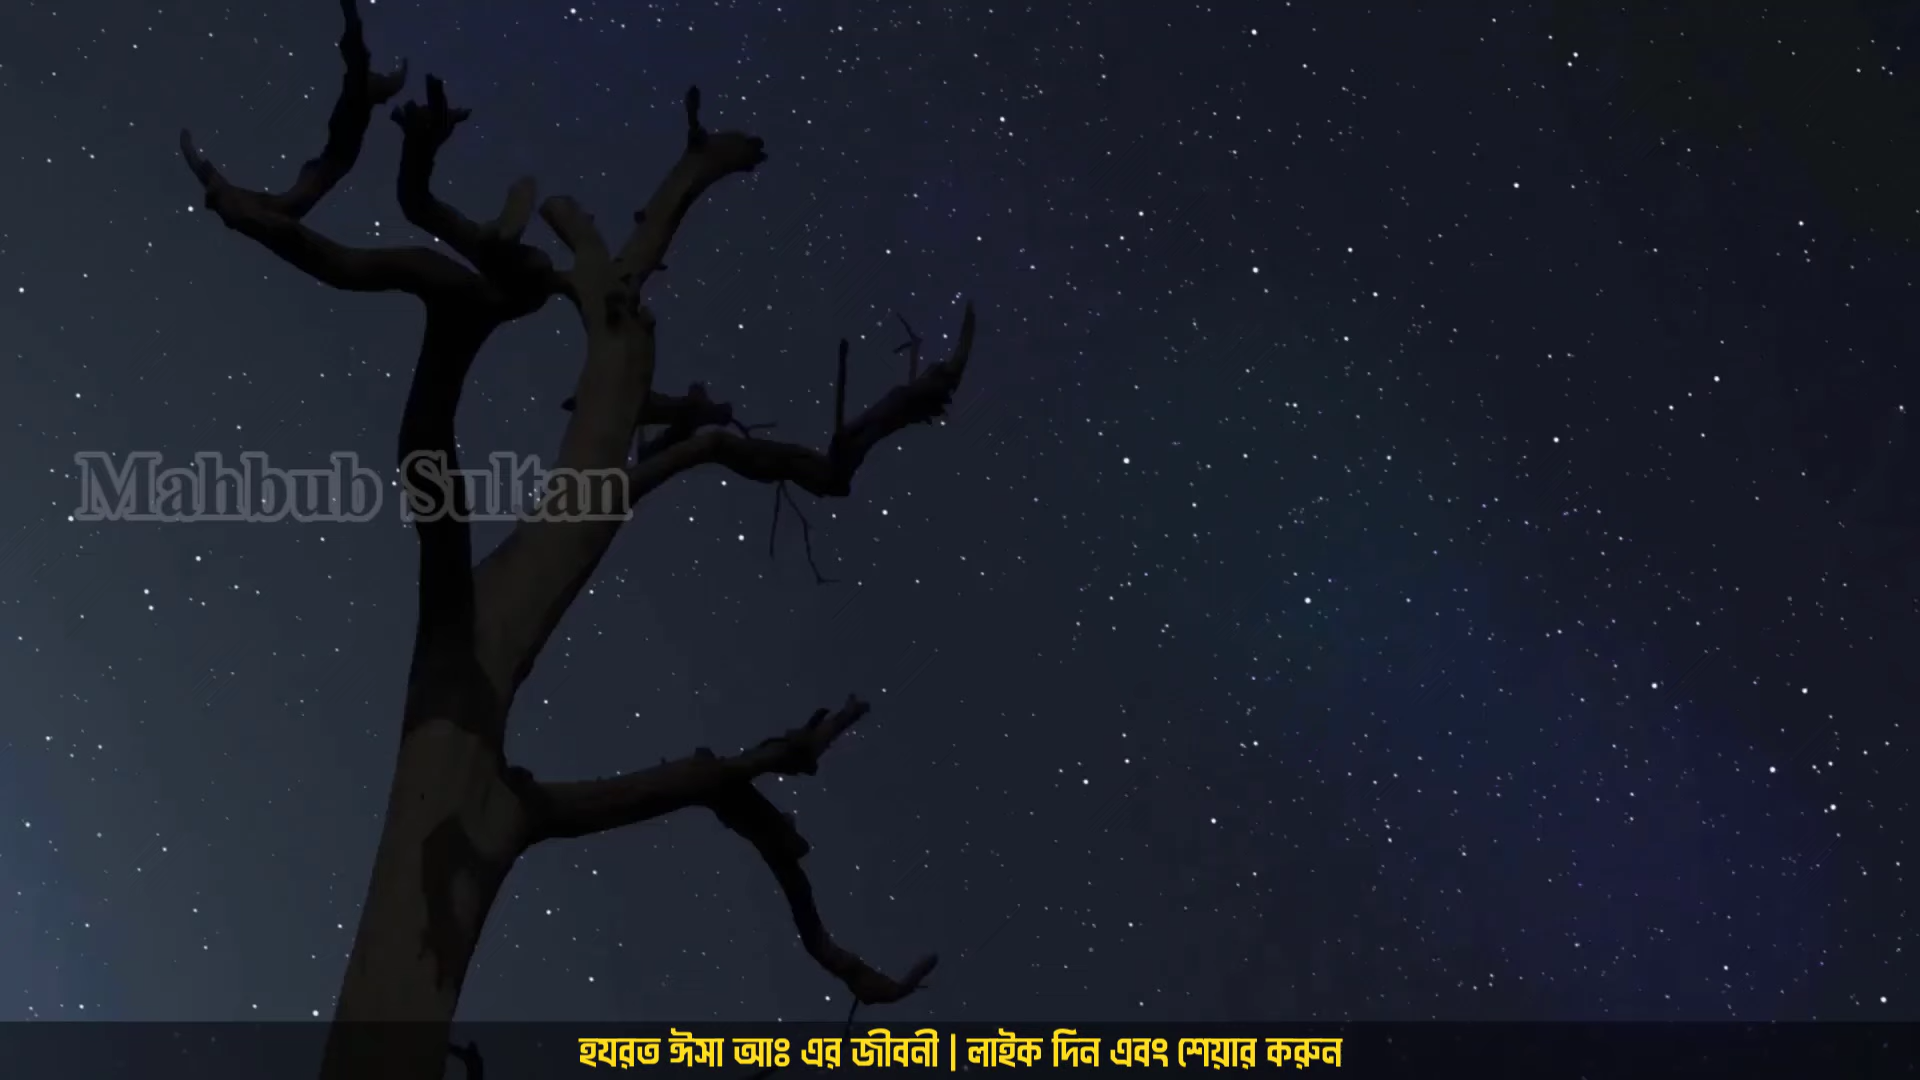 Mahbub Sultan
হযরত ঈসা আঃ এর জীবনী | লাইক দিন এবং শেয়ার করুন